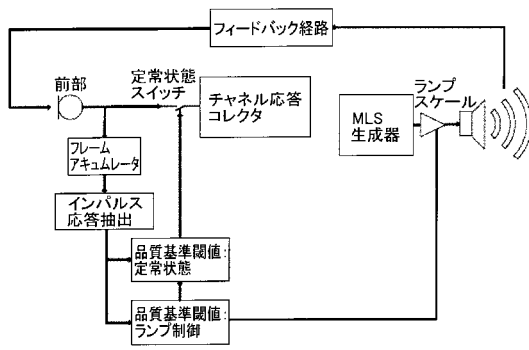 フィードバック経路
前部
定常状態
スイッチ
チャネル応答
コレクタ
ランプ
スケール
MLS
生成器
フレーム
アキュムレータ
インパルス
応答抽出
品質基準閾値:
定常状態
品質基準閾値:
ランプ制御